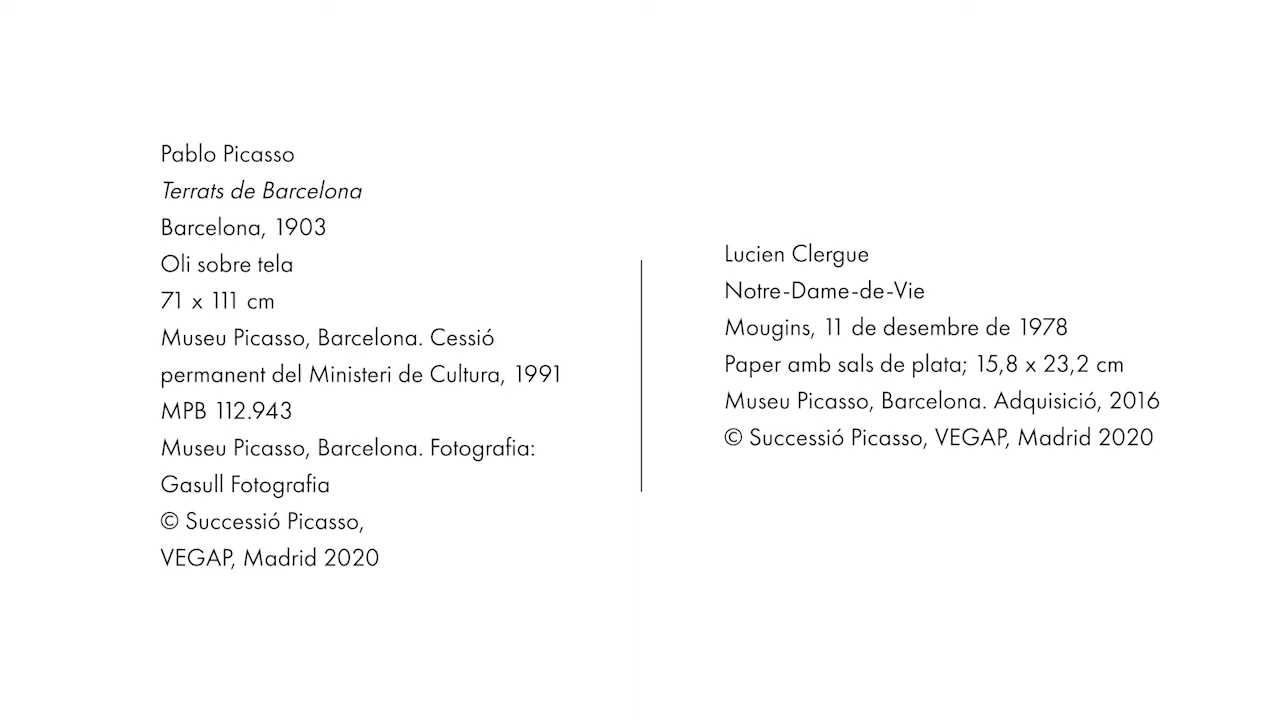 Pablo Picasso
Terrats de Barcelona
Barcelona, 1903
Oli sobre tela
71 x 111 cm
Museu Picasso, Barcelona. Cessió
permanent del Ministeri de Cultura, 1991
MPB 112.943
Museu Picasso, Barcelona. Fotografia:
Gasull Fotografia
© Successió Picasso,
VEGAP, Madrid 2020
Lucien Clergue
Notre-Dame-de-Vie
Mougins, 11 de desembre de 1978
Paper amb sals de plata; 15,8 x 23,2 cm
Museu Picasso, Barcelona. Adquisició, 2016
© Successió Picasso, VEGAP, Madrid 2020